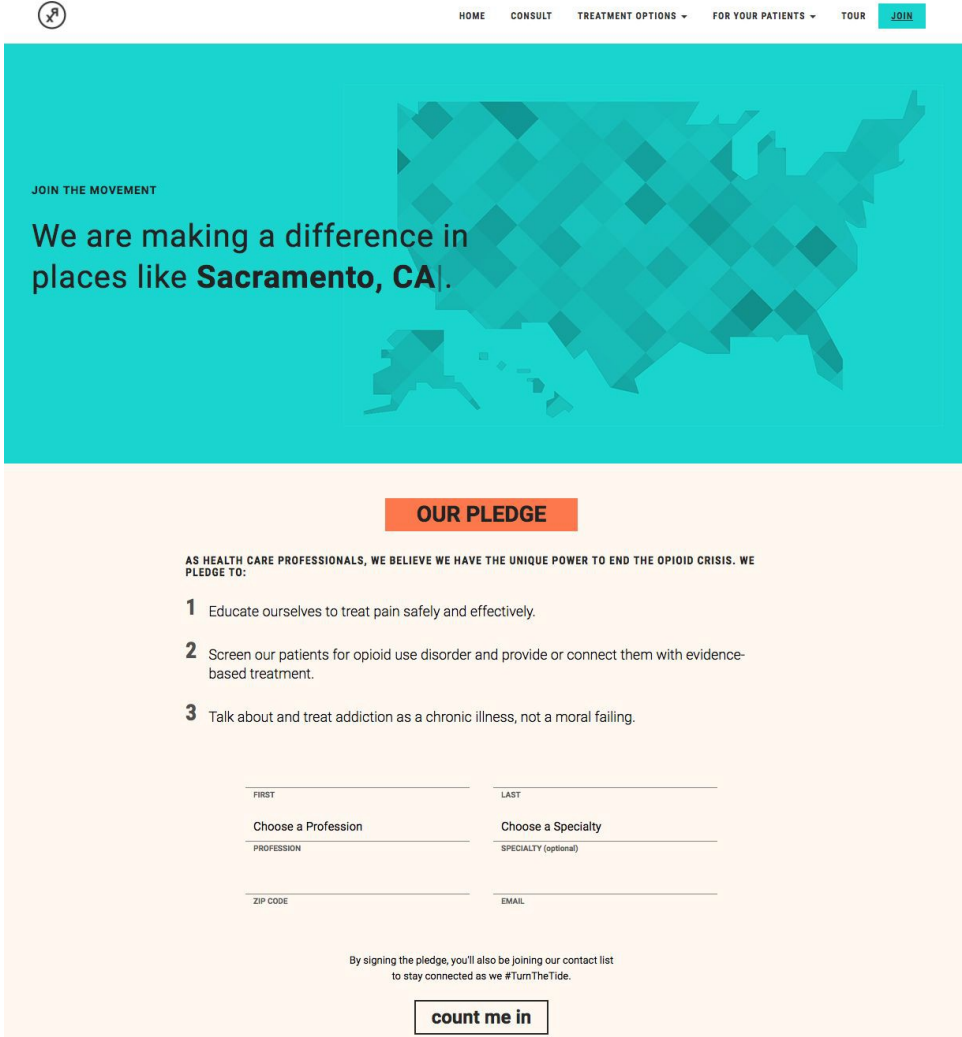 HOME CONSULT TREATMENT OPTIONS FOR YOUR PATIENTS TOUR JOIN
JOIN THE MOVEMENT
We are making a difference in
places like Sacramento, CA|.
OUR PLEDGE
AS HEALTH CARE PROFESSIONALS, WE BELIEVE WE HAVE THE UNIQUE POWER TO END THE OPIOID CRISIS. WE
PLEDGE TO:
1 Educate ourselves to treat pain safely and effectively.
2 Screen our patients for opioid use disorder and provide or connect them with evidence-
based treatment.
3 Talk about and treat addiction as a chronic illness, not a moral failing.
FIRST LAST
Choose a Profession Choose a Specialty
PROFESSION SPECIALTY (optional)
ZIP CODE EMAIL
By signing the pledge, you'll also be joining our contact list
to stay connected as we #TurnTheTide.
count me in